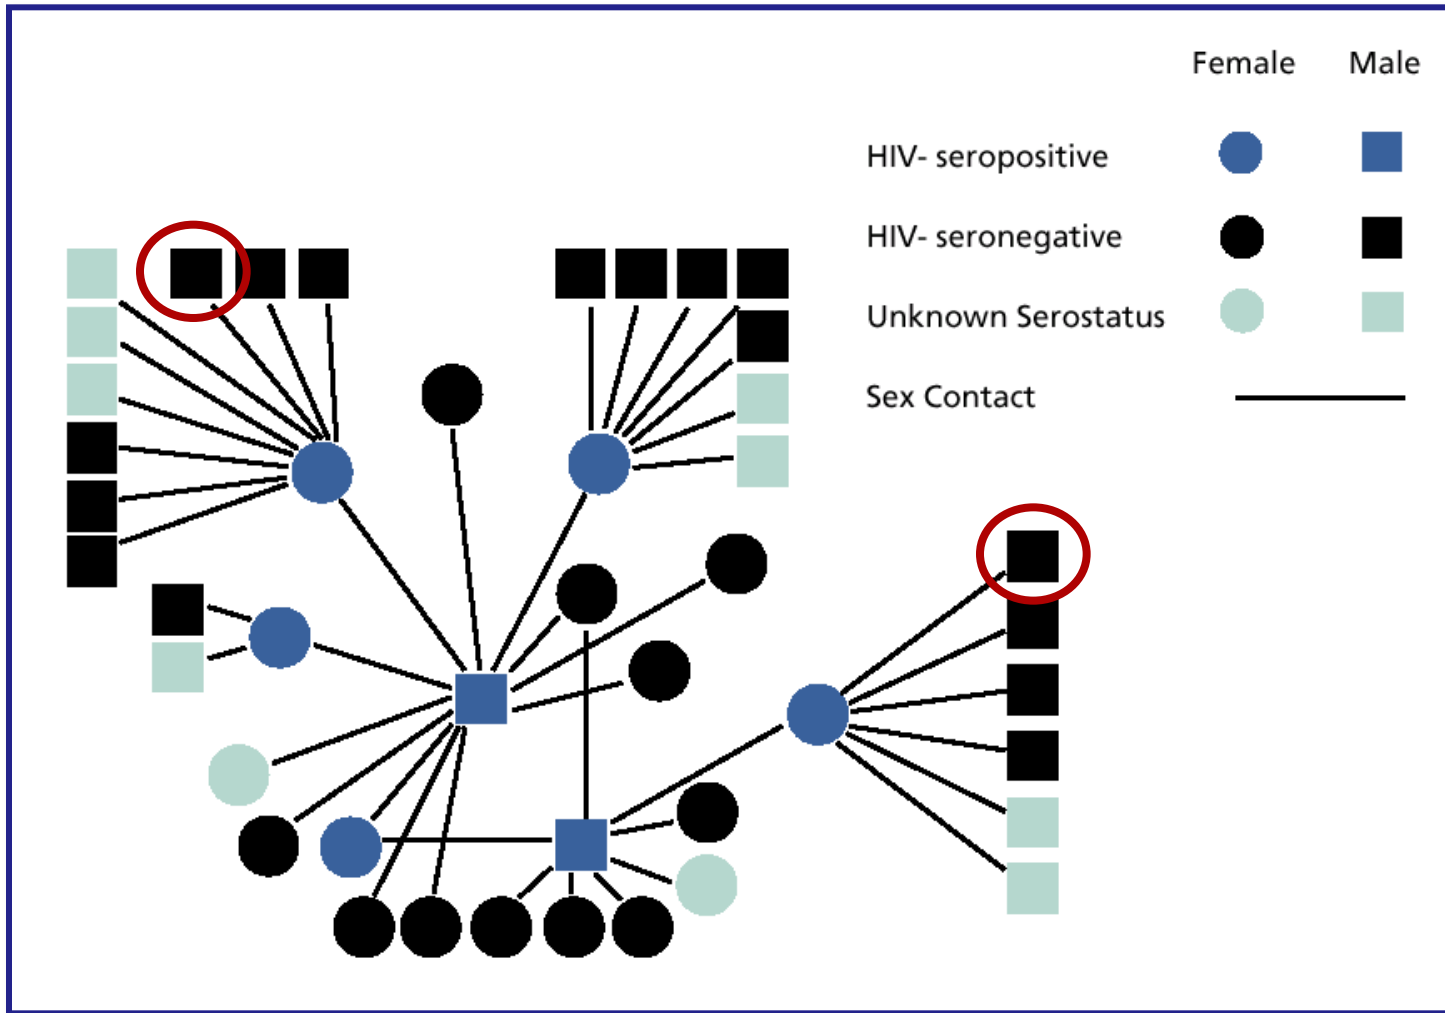 Female Male
HIV- seropositive
HIV- seronegative
Unknown Serostatus
Sex Contact